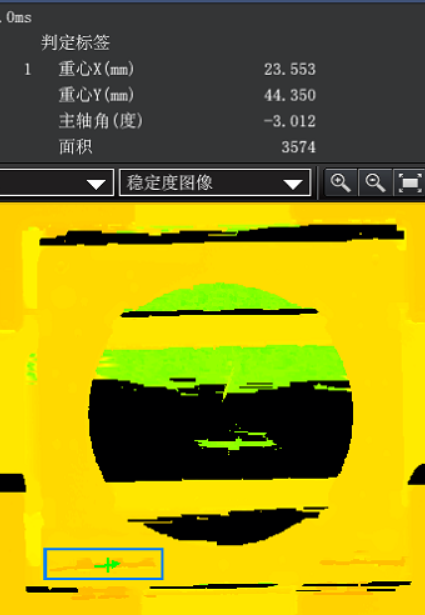 .0ms
判定标签
1 重心X(mm) 23.553
重心Y(mm) 44.350
主轴角(度) -3.012
面积 3574
稳定度图像